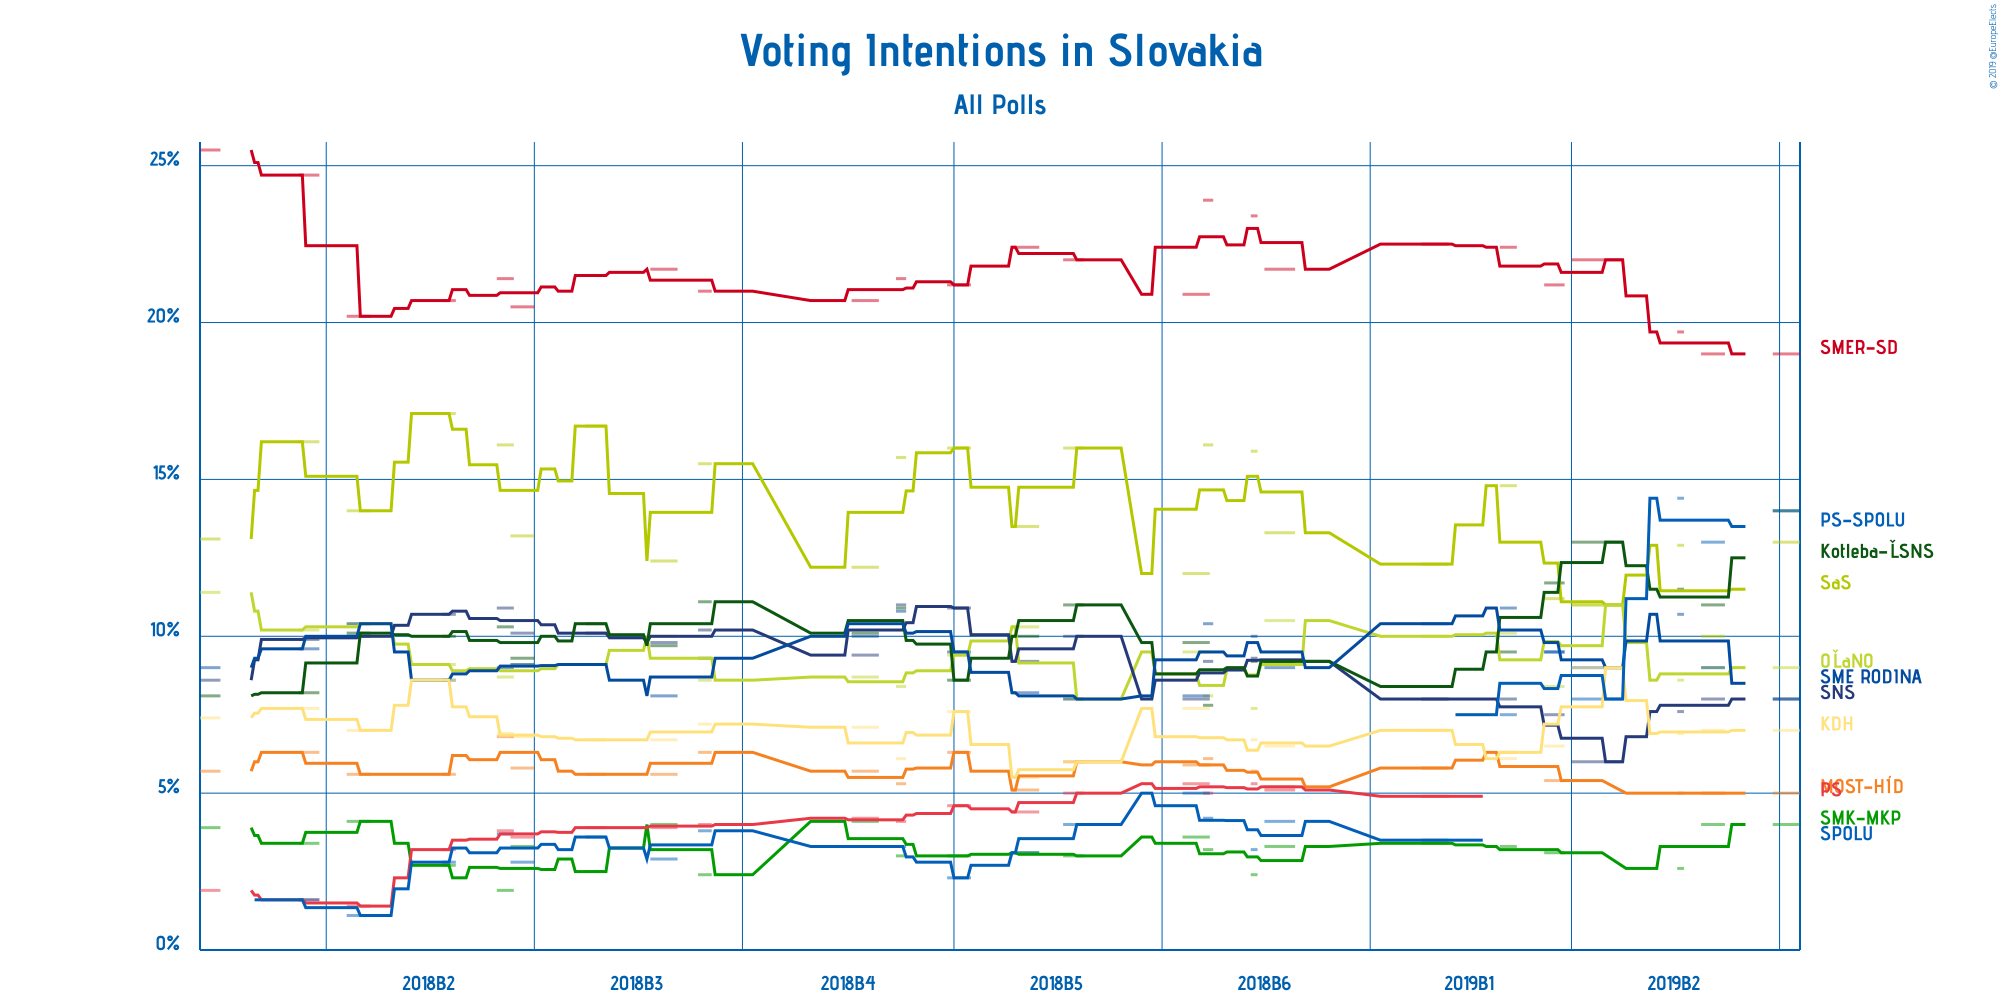 Voting Intentions in Slovakia
All Polls
© 2019 @EuropeElects
25%
20%
15%
10%
5%
0%
SMER-SD
PS-SPOLU
Kotleba-ĽSNS
SaS
OĽaNO
SME RODINA
SNS
KDH
MOST-HÍD
PS
SMK-MKP
SPOLU
2018B2
2018B3
2018B4
2018B5
2018B6
2019B1
2019B2